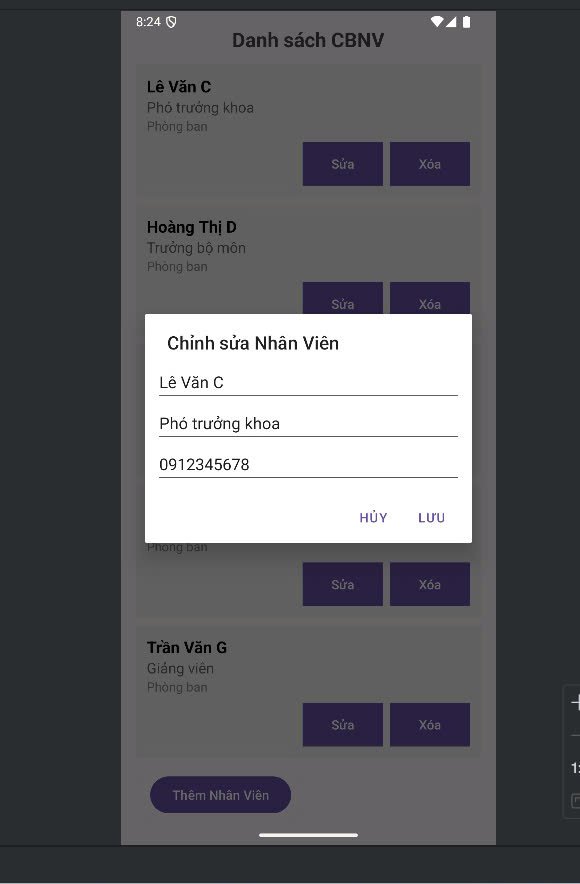 8:24
Danh sách CBNV
Lê Văn C
Phó trưởng khoa
Phòng ban
Sửa Xóa
Hoàng Thị D
Trưởng bộ môn
Phòng ban
Sửa Xóa
Chỉnh sửa Nhân Viên
Lê Văn C
Phó trưởng khoa
0912345678
HỦY LƯU
Phòng ban
Sửa Xóa
Trần Văn G
Giảng viên
Phòng ban
Sửa Xóa
Thêm Nhân Viên